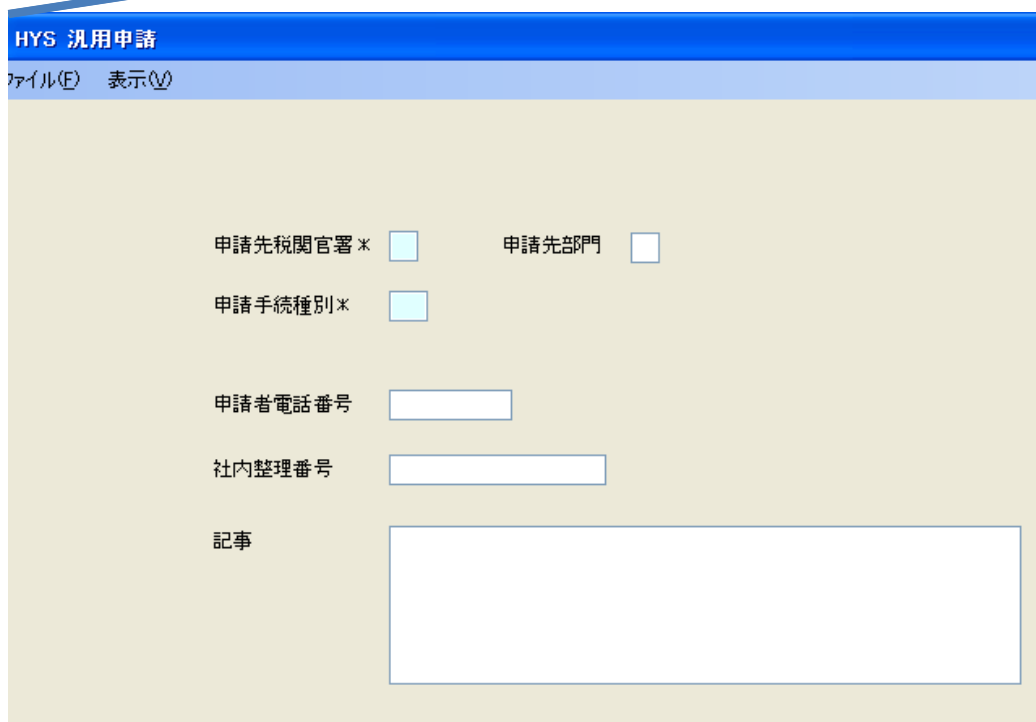 HYS 汎用申請
ファイル(F) 表示(V)
申請先税関官署* 申請先部門
申請手続種別*
申請者電話番号
社内整理番号
記事